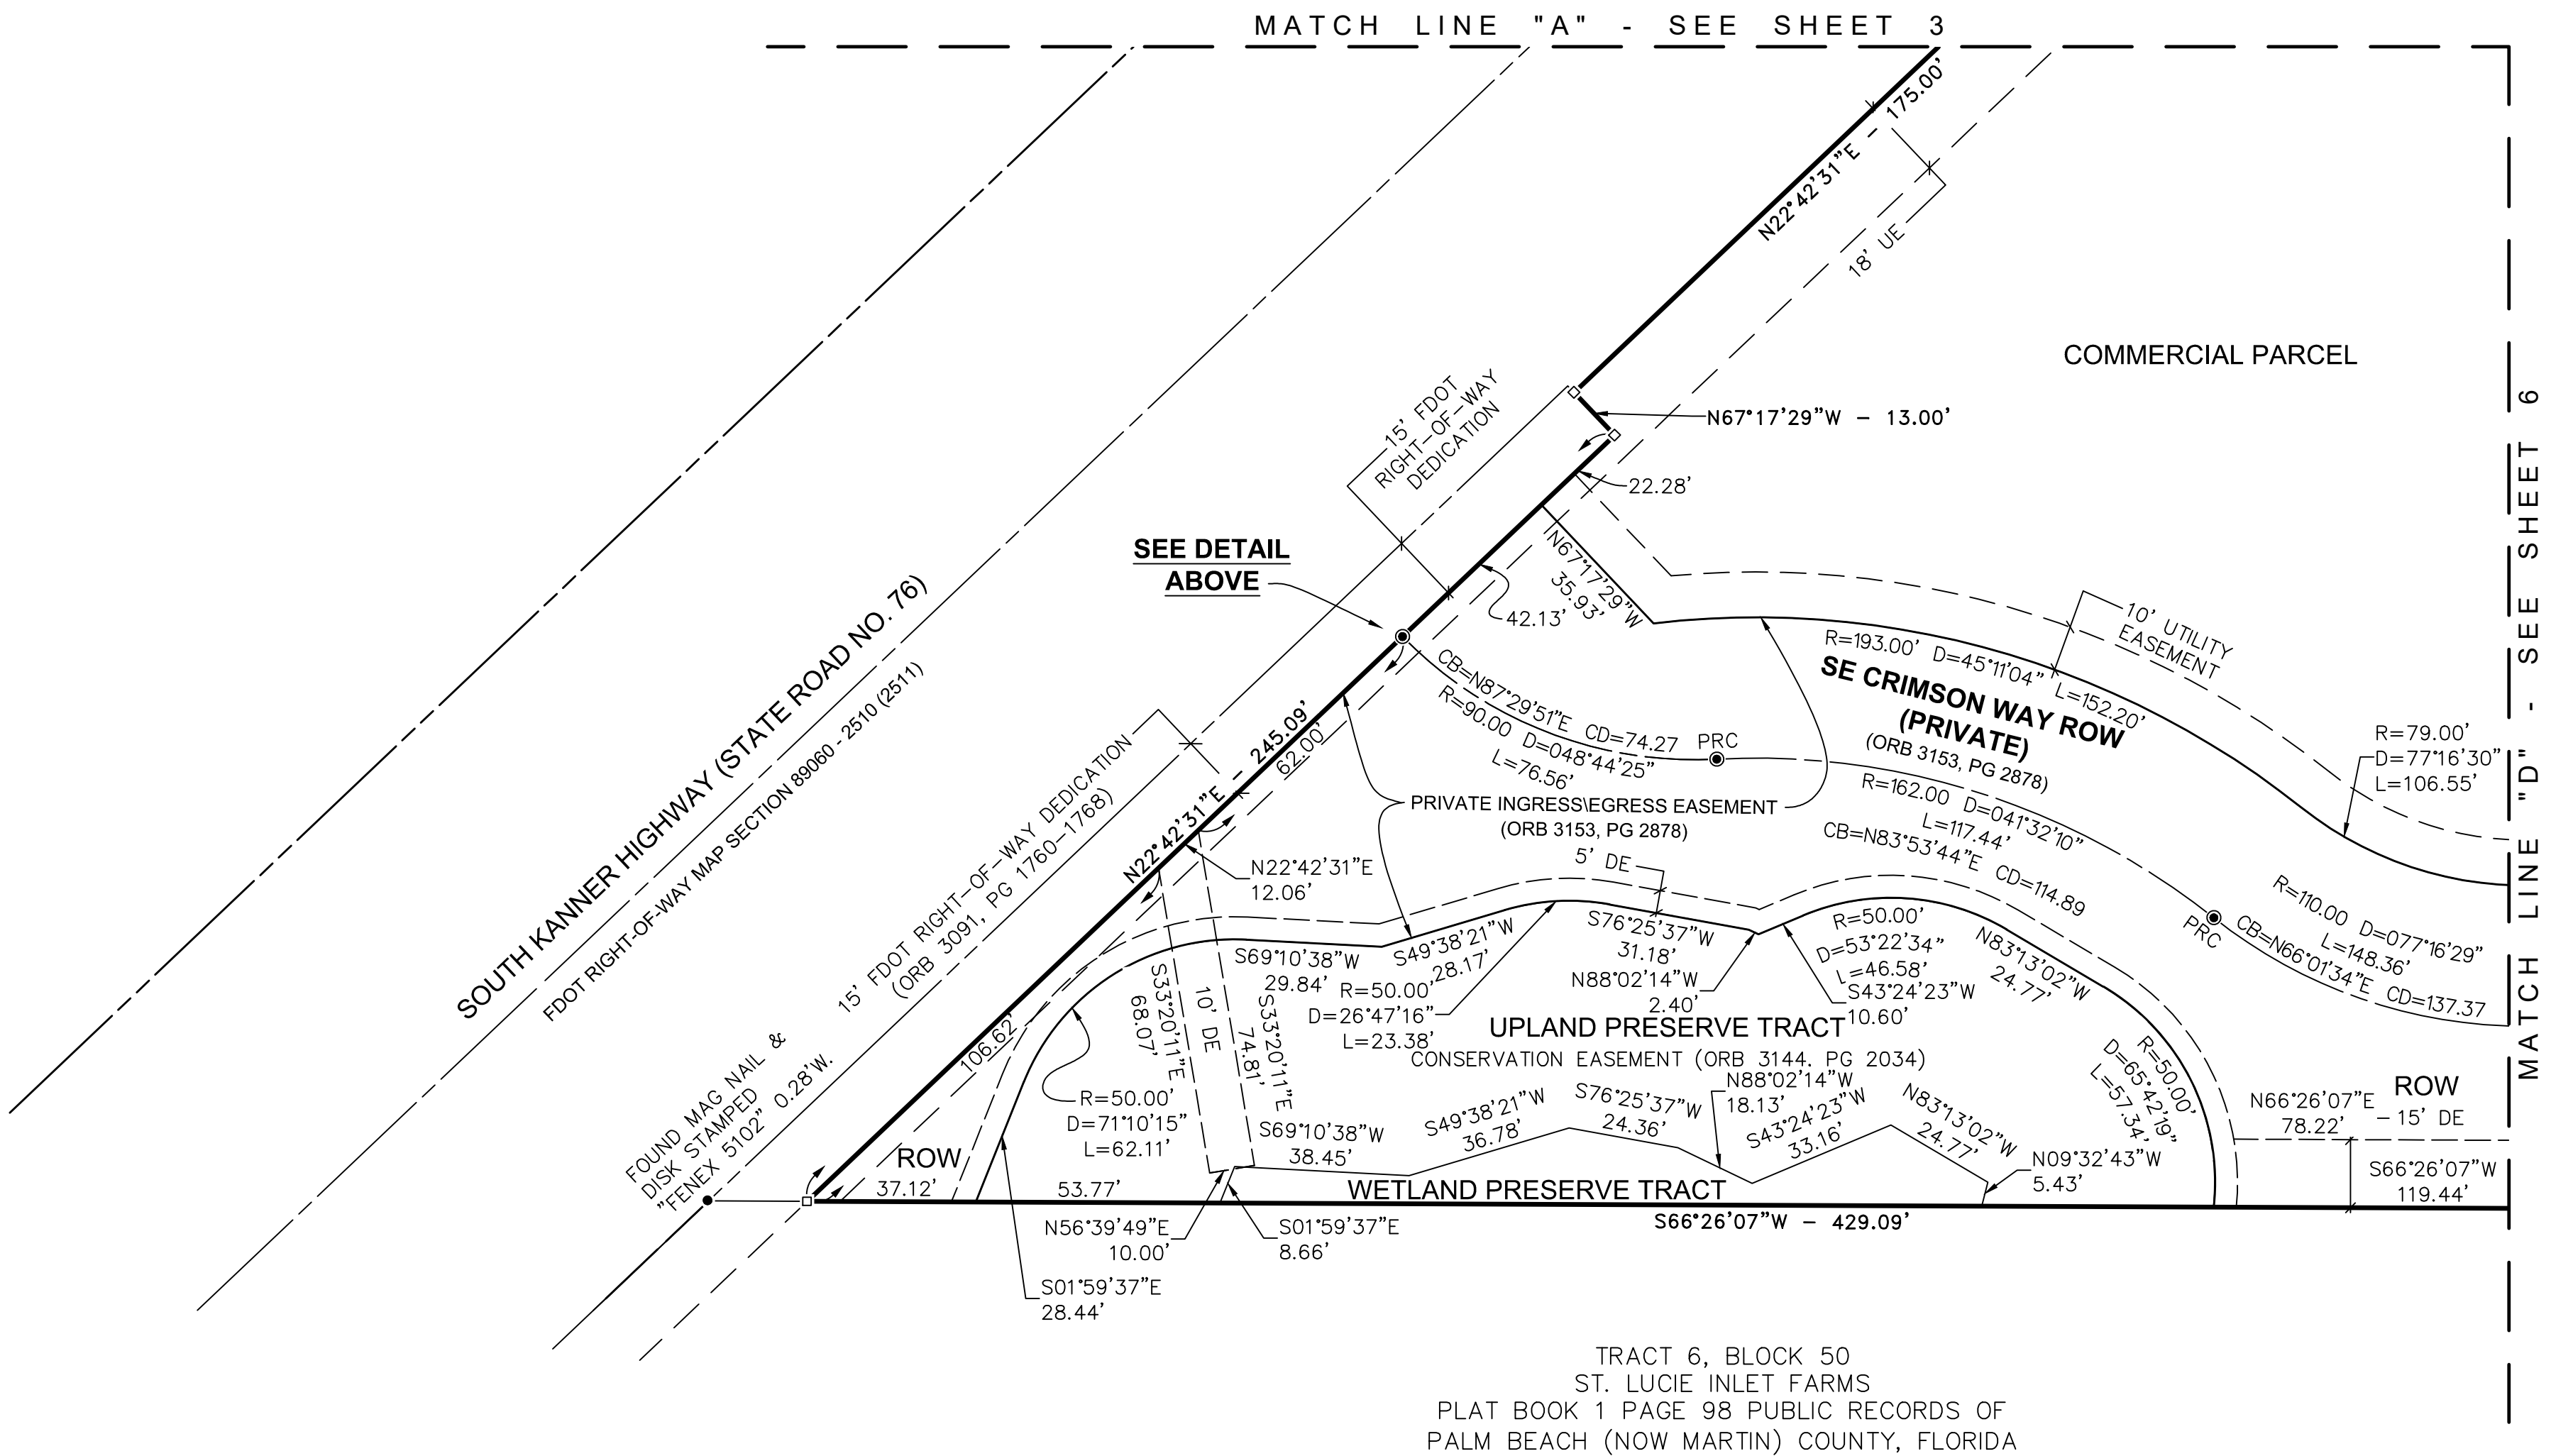 MATCH LINE "A" - SEE SHEET 3
N22°42'31"E - 175.00'
18' UE
COMMERCIAL PARCEL
MATCH LINE "D" - SEE SHEET 6
15' FDOT
RIGHT-OF-WAY
DEDICATION
N67°17'29"W - 13.00'
22.28'
SEE DETAIL
ABOVE
N67°17'29"W
35.93'
42.13'
10' UTILITY
EASEMENT
R=193.00' D=45°11'04" L=152.20'
SE CRIMSON WAY ROW
(PRIVATE)
(ORB 3153, PG 2878)
R=79.00'
D=77°16'30"
L=106.55'
CB=N87°29'51"E CD=74.27
R=90.00 D=048°44'25"
L=76.56'
PRC
SOUTH KANNER HIGHWAY (STATE ROAD NO. 76)
FDOT RIGHT-OF-WAY MAP SECTION 89060 - 2510 (2511)
N22°42'31"E - 245.09'
62.00'
15' FDOT RIGHT-OF-WAY DEDICATION
(ORB 3091, PG 1760-1768)
PRIVATE INGRESS\EGRESS EASEMENT
(ORB 3153, PG 2878)
R=162.00 D=041°32'10"
L=117.44'
CB=N83°53'44"E CD=114.89
5' DE
N22°42'31"E
12.06'
PRC
R=110.00 D=077°16'29"
L=148.36'
CB=N66°01'34"E CD=137.37
S69°10'38"W
29.84'
S49°38'21"W
28.17'
R=50.00'
D=26°47'16"
L=23.38'
S76°25'37"W
31.18'
N88°02'14"W
2.40'
R=50.00'
D=53°22'34"
L=46.58'
S43°24'23"W
10.60'
N83°13'02"W
24.77'
S33°20'11"E
68.07'
10' DE
S33°20'11"E
74.81'
106.62'
UPLAND PRESERVE TRACT
CONSERVATION EASEMENT (ORB 3144. PG 2034)
R=50.00'
D=65°42'19"
L=57.34'
FOUND MAG NAIL &
DISK STAMPED
"FENEX 5102" 0.28'W.
R=50.00'
D=71°10'15"
L=62.11'
S69°10'38"W
38.45'
S49°38'21"W
36.78'
S76°25'37"W
24.36'
N88°02'14"W
18.13'
S43°24'23"W
33.16'
N83°13'02"W
24.77'
N09°32'43"W
5.43'
ROW
N66°26'07"E
78.22'
15' DE
S66°26'07"W
119.44'
ROW
37.12'
53.77'
WETLAND PRESERVE TRACT
S66°26'07"W - 429.09'
N56°39'49"E
10.00'
S01°59'37"E
8.66'
S01°59'37"E
28.44'
TRACT 6, BLOCK 50
ST. LUCIE INLET FARMS
PLAT BOOK 1 PAGE 98 PUBLIC RECORDS OF
PALM BEACH (NOW MARTIN) COUNTY, FLORIDA